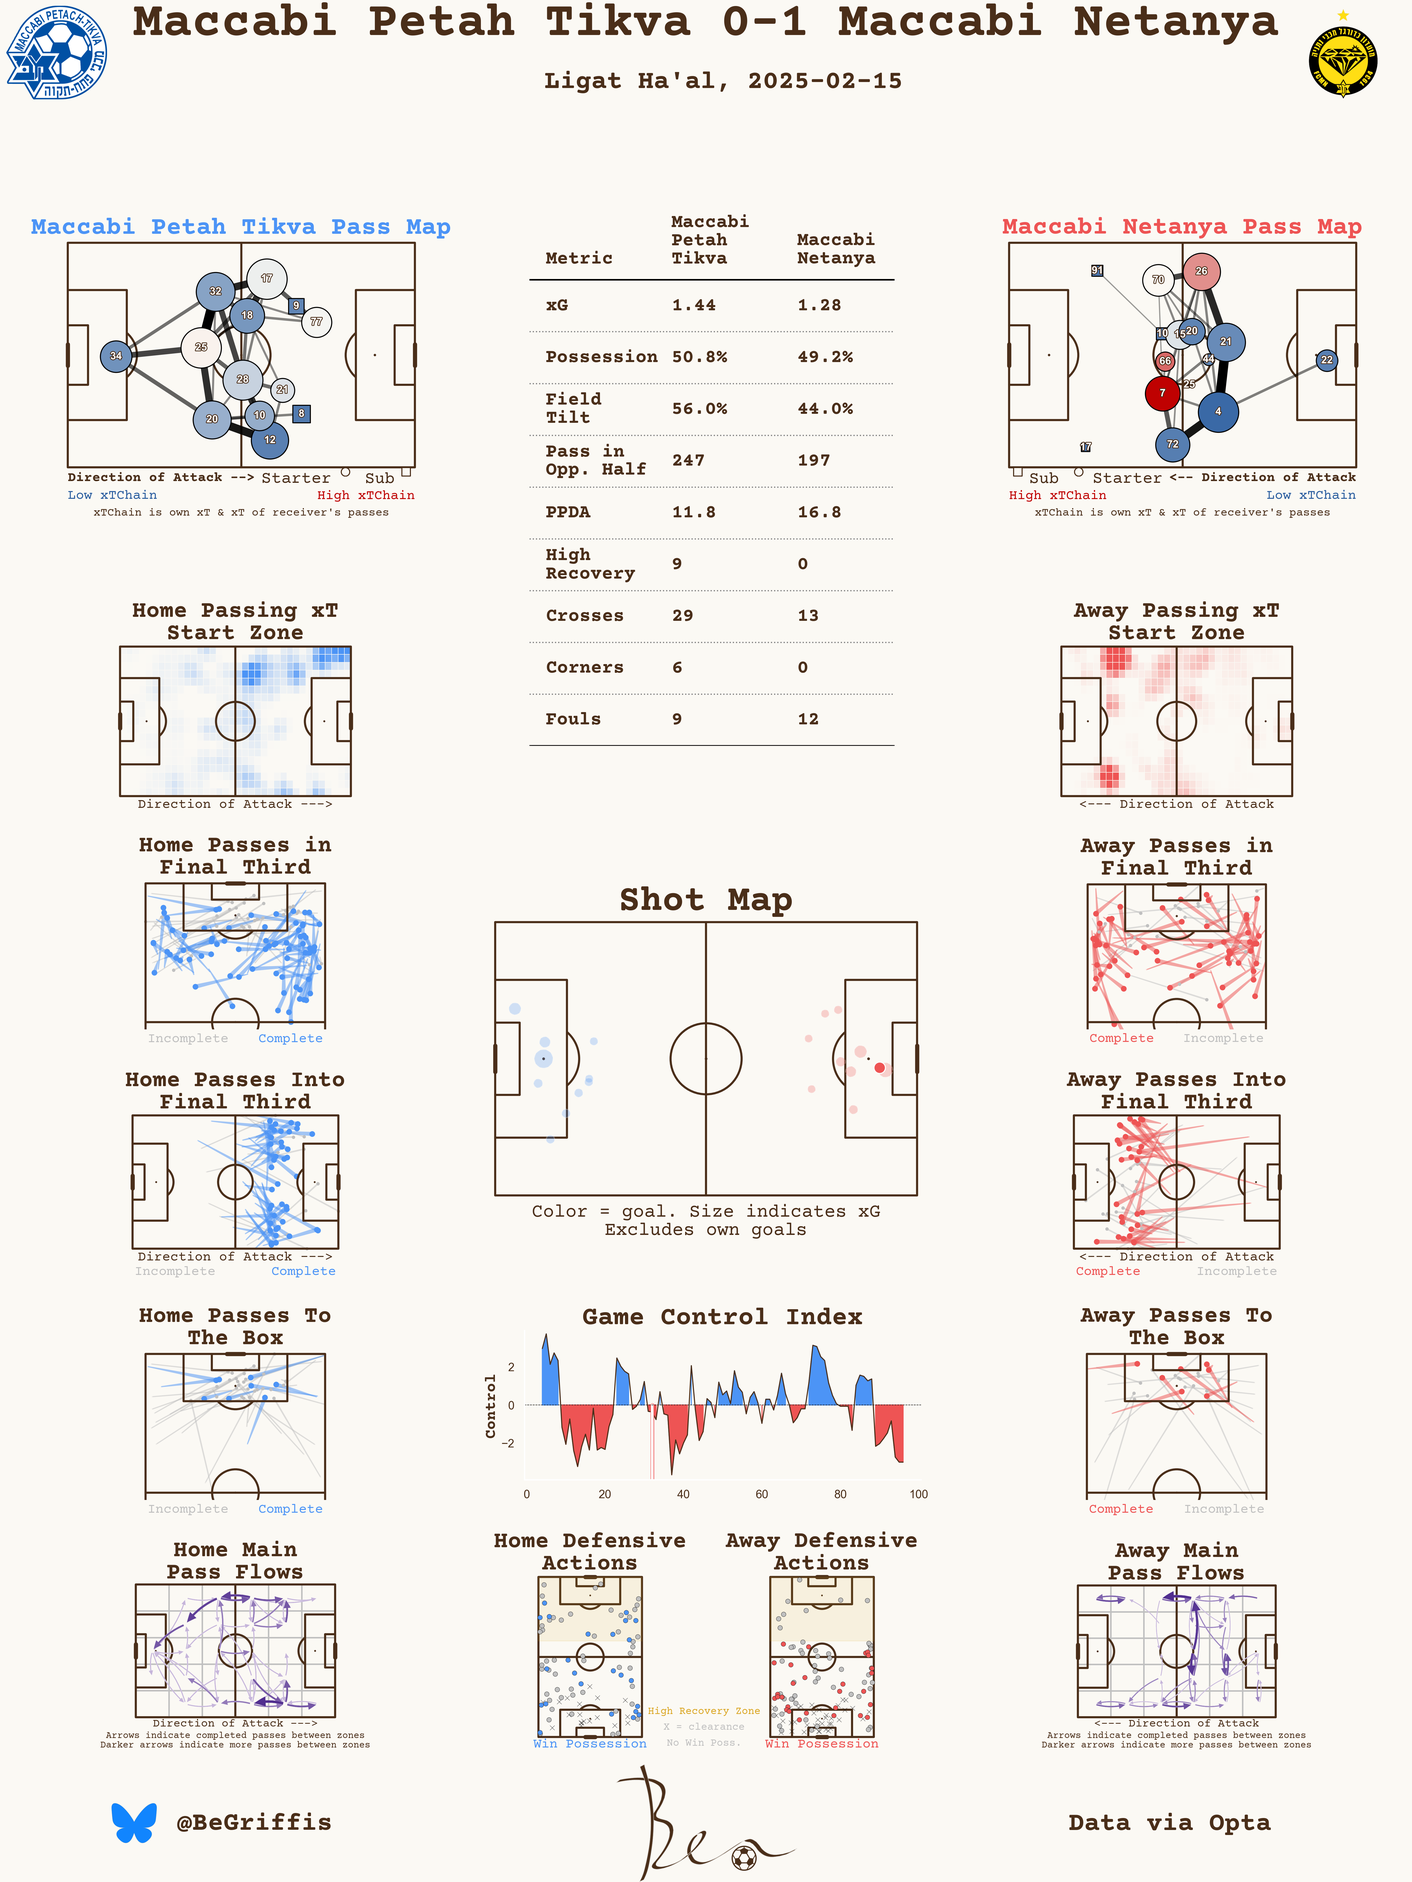 Maccabi Petah Tikva 0-1 Maccabi Netanya
Ligat Ha'al, 2025-02-15
MACCABI PETACH-TIKVA
Maccabi Petah Tikva Pass Map
32
17
9
18
77
25
34
28
21
20
10
8
12
Direction of Attack --> Starter Sub
Low xTChain High xTChain
xTChain is own xT & xT of receiver's passes
Metric Maccabi Petah Tikva Maccabi Netanya
xG 1.44 1.28
Possession 50.8% 49.2%
Field Tilt 56.0% 44.0%
Pass in Opp. Half 247 197
PPDA 11.8 16.8
High Recovery 9 0
Crosses 29 13
Corners 6 0
Fouls 9 12
Maccabi Netanya Pass Map
91
70
26
10
15
20
21
66
44
22
25
7
4
72
17
Sub Starter <-- Direction of Attack
High xTChain Low xTChain
xTChain is own xT & xT of receiver's passes
Home Passing xT
Start Zone
Direction of Attack --->
Away Passing xT
Start Zone
<--- Direction of Attack
Home Passes in
Final Third
Incomplete Complete
Away Passes in
Final Third
Complete Incomplete
Shot Map
Color = goal. Size indicates xG
Excludes own goals
Home Passes Into
Final Third
Direction of Attack --->
Incomplete Complete
Away Passes Into
Final Third
<--- Direction of Attack
Complete Incomplete
Game Control Index
Control
2
0
−2
0 20 40 60 80 100
Home Passes To
The Box
Incomplete Complete
Away Passes To
The Box
Complete Incomplete
Home Main
Pass Flows
Direction of Attack --->
Arrows indicate completed passes between zones
Darker arrows indicate more passes between zones
Home Defensive
Actions
Win Possession
Away Defensive
Actions
Win Possession
High Recovery Zone
X = clearance
No Win Poss.
Away Main
Pass Flows
<--- Direction of Attack
Arrows indicate completed passes between zones
Darker arrows indicate more passes between zones
@BeGriffis
Ben
Data via Opta